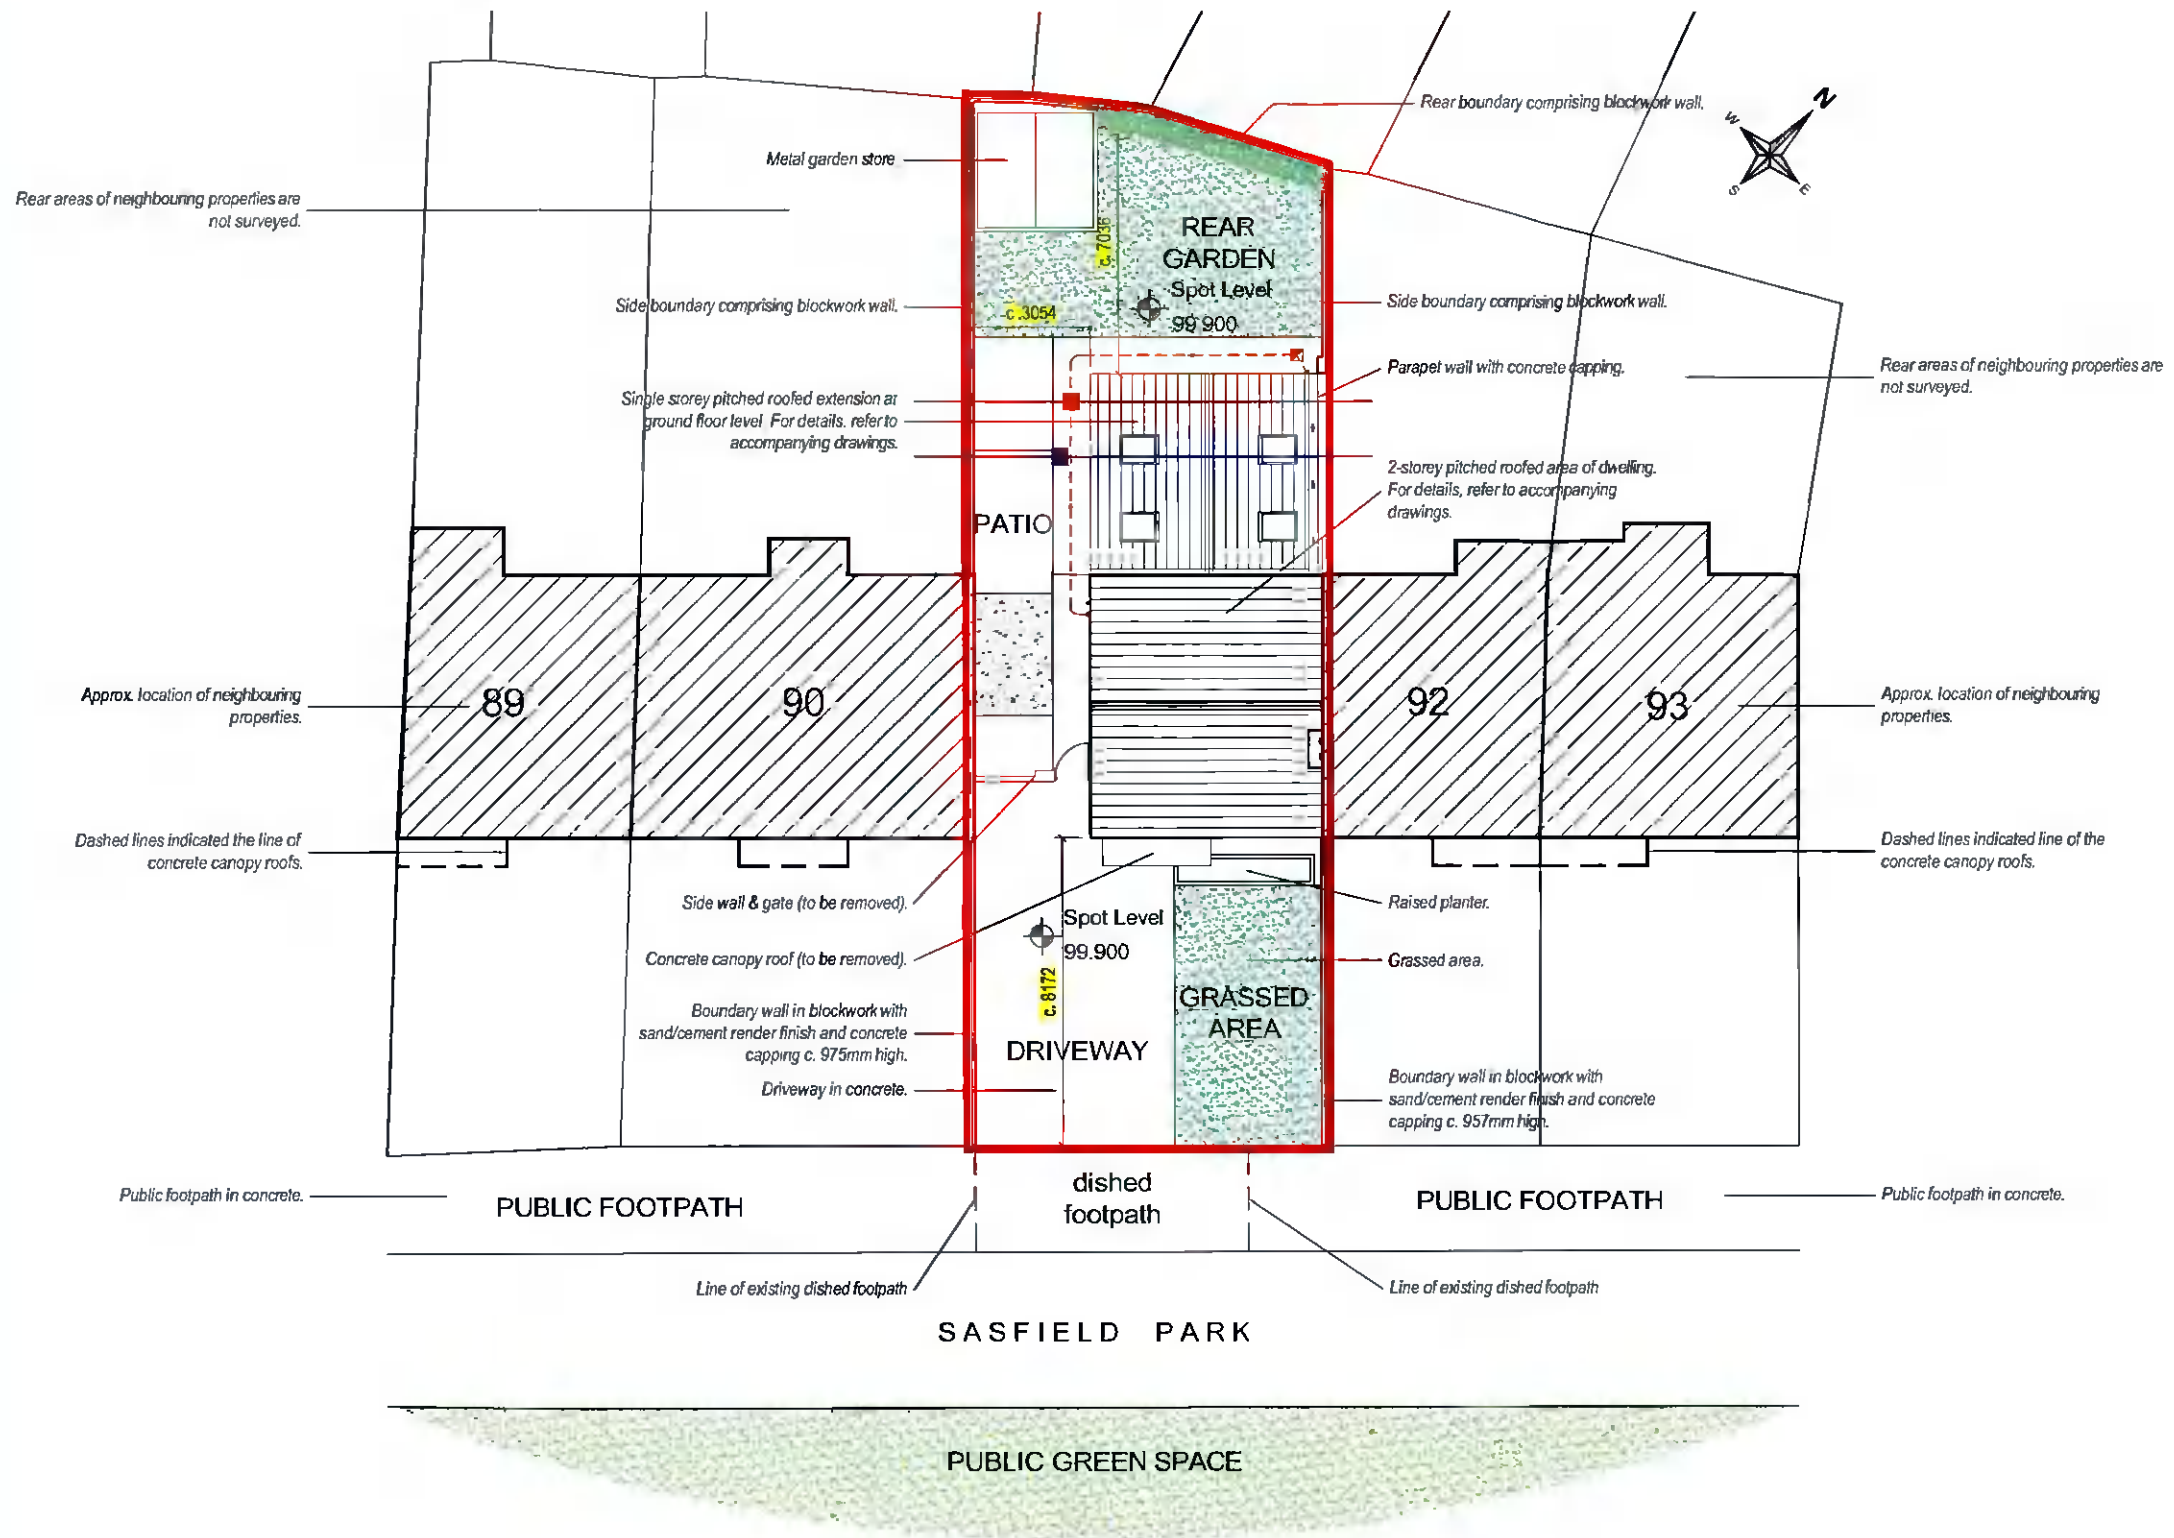 Rear boundary comprising blockwork wall.
N
W
S
E
Metal garden store
Rear areas of neighbouring properties are
not surveyed.
REAR
GARDEN
Spot Level
99.900
c. 7036
c. 3054
Side boundary comprising blockwork wall.
Side boundary comprising blockwork wall.
Parapet wall with concrete capping.
Rear areas of neighbouring properties are
not surveyed.
Single storey pitched roofed extension at
ground floor level. For details, refer to
accompanying drawings.
2-storey pitched roofed area of dwelling.
For details, refer to accompanying
drawings.
PATIO
89
90
92
93
Approx. location of neighbouring
properties.
Approx. location of neighbouring
properties.
Dashed lines indicated the line of
concrete canopy roofs.
Dashed lines indicated line of the
concrete canopy roofs.
Side wall & gate (to be removed).
Raised planter.
Spot Level
99.900
Concrete canopy roof (to be removed).
Grassed area.
c. 8172
GRASSED
AREA
Boundary wall in blockwork with
sand/cement render finish and concrete
capping c. 975mm high.
DRIVEWAY
Driveway in concrete.
Boundary wall in blockwork with
sand/cement render finish and concrete
capping c. 957mm high.
Public footpath in concrete.
PUBLIC FOOTPATH
dished
footpath
PUBLIC FOOTPATH
Public footpath in concrete.
Line of existing dished footpath
Line of existing dished footpath
SASFIELD PARK
PUBLIC GREEN SPACE